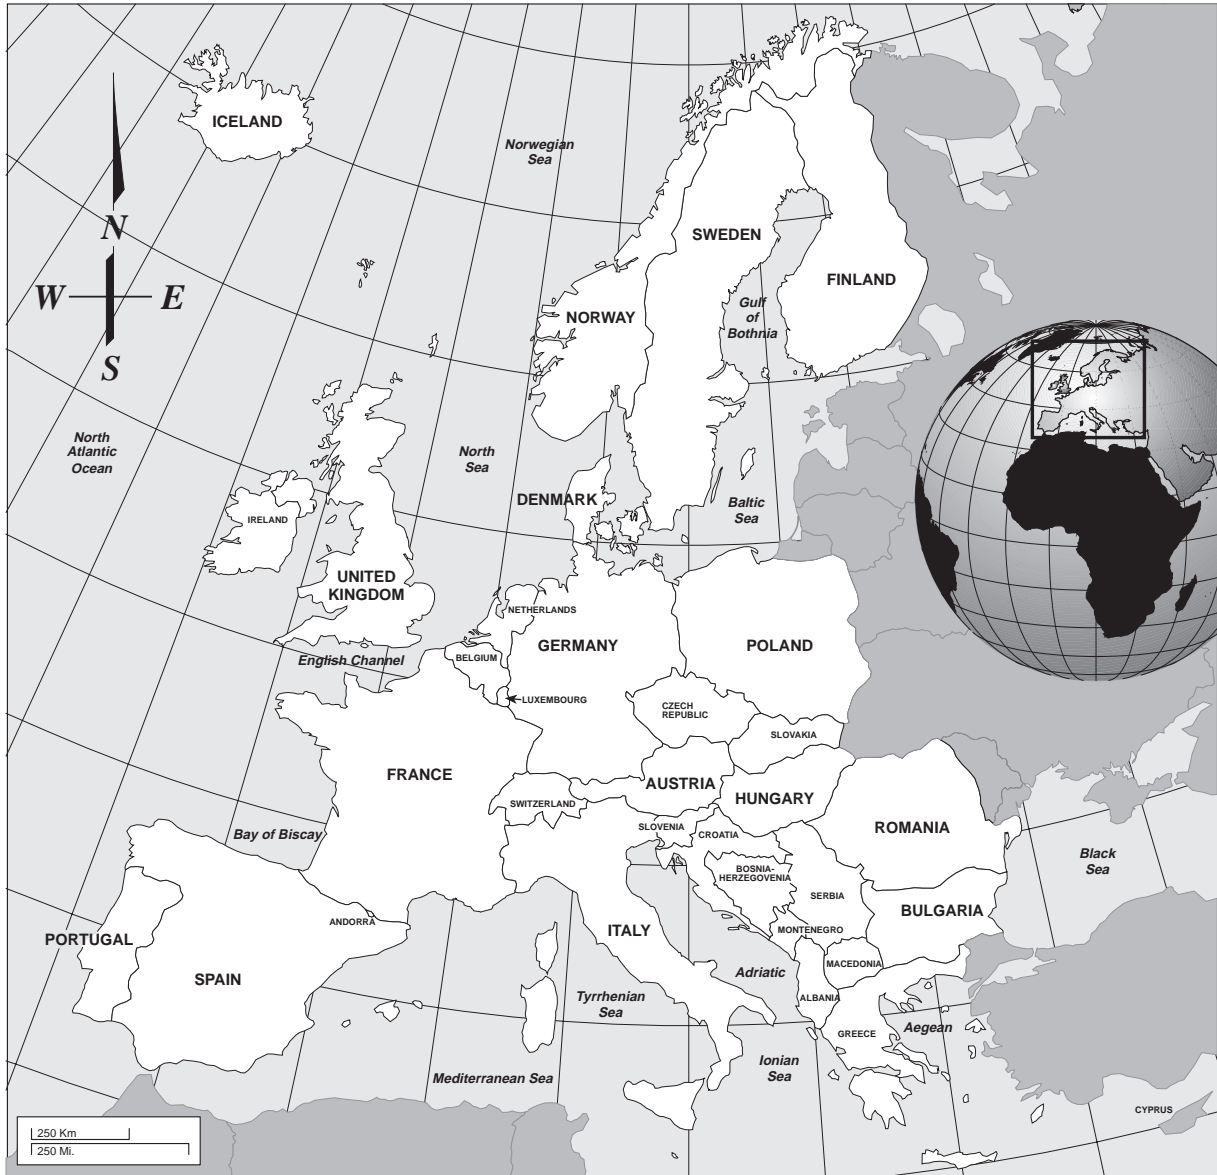 ICELAND
Norwegian
Sea
N
W
E
S
SWEDEN
FINLAND
NORWAY
Gulf
of
Bothnia
North
Atlantic
Ocean
North
Sea
DENMARK
Baltic
Sea
IRELAND
UNITED
KINGDOM
NETHERLANDS
English Channel
BELGIUM
GERMANY
POLAND
LUXEMBOURG
CZECH
REPUBLIC
SLOVAKIA
FRANCE
AUSTRIA
HUNGARY
SWITZERLAND
SLOVENIA
CROATIA
ROMANIA
Bay of Biscay
Black
Sea
BOSNIA-
HERZEGOVENIA
SERBIA
BULGARIA
ANDORRA
PORTUGAL
ITALY
MONTENEGRO
MACEDONIA
SPAIN
Adriatic
Tyrrhenian
Sea
ALBANIA
GREECE
Aegean
Ionian
Sea
Mediterranean Sea
CYPRUS
250 Km
250 Mi.